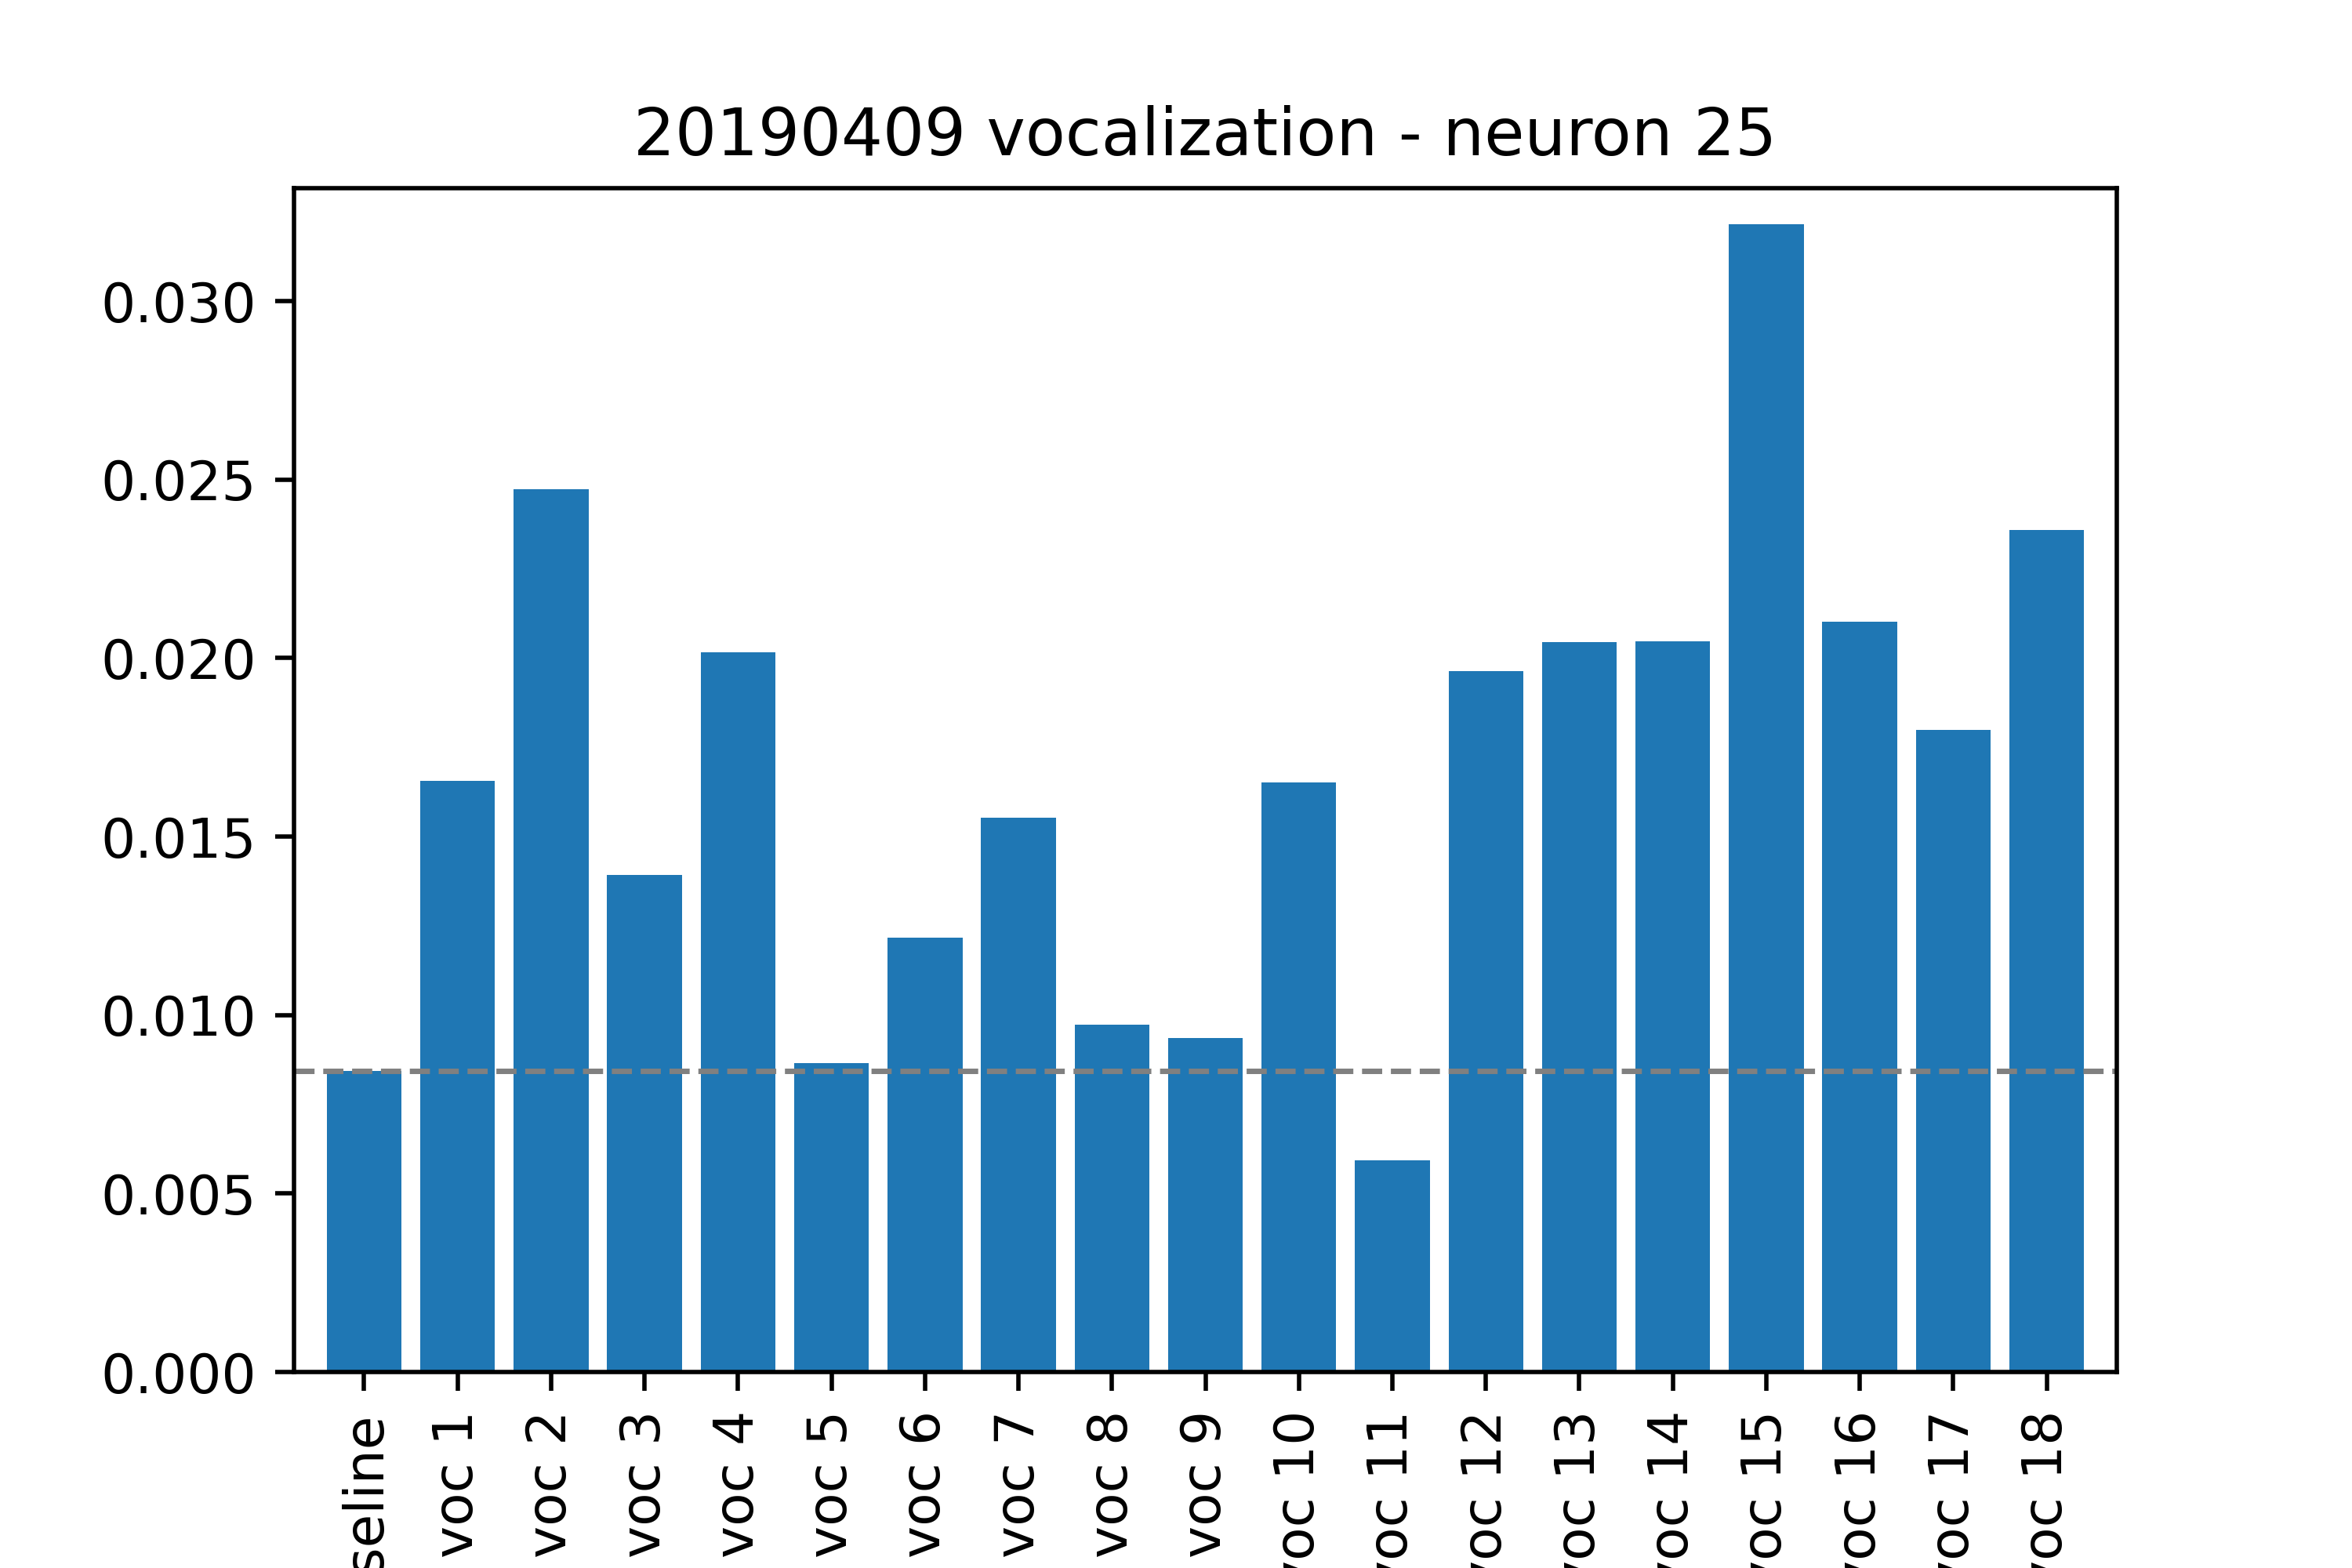 20190409 vocalization - neuron 25
0.030
0.025
0.020
0.015
0.010
0.005
0.000
seline
voc 1
voc 2
voc 3
voc 4
voc 5
voc 6
voc 7
voc 8
voc 9
voc 10
voc 11
voc 12
voc 13
voc 14
voc 15
voc 16
voc 17
voc 18